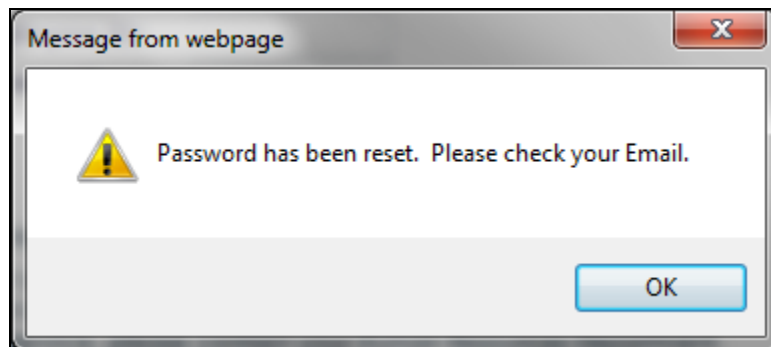 Message from webpage
Password has been reset.  Please check your Email.
OK